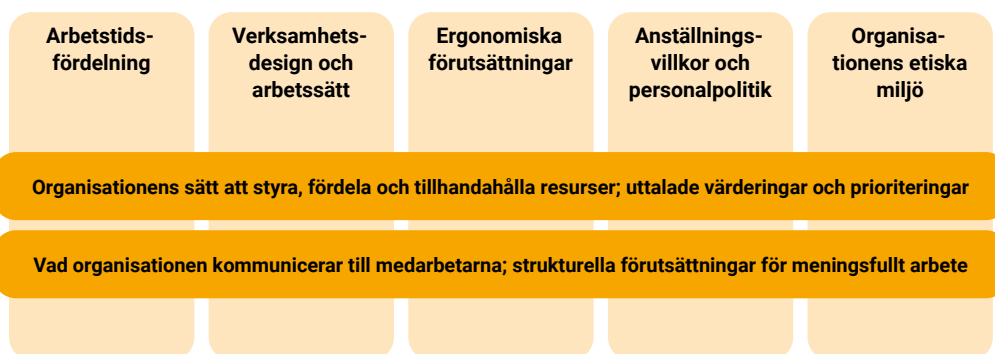 Arbetstids-
fördelning
Verksamhets-
design och
arbetssätt
Ergonomiska
förutsättningar
Anställnings-
villkor och
personalpolitik
Organisa-
tionens etiska
miljö
Organisationens sätt att styra, fördela och tillhandahålla resurser; uttalade värderingar och prioriteringar
Vad organisationen kommunicerar till medarbetarna; strukturella förutsättningar för meningsfullt arbete